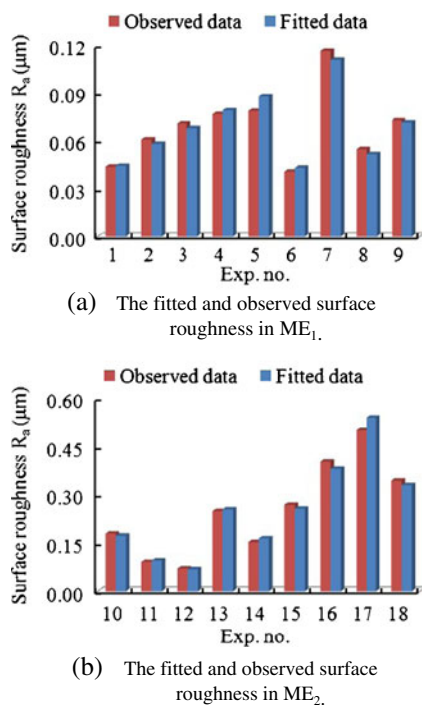 Observed data Fitted data
Surface roughness Rₐ (μm)
0.12
0.09
0.06
0.03
0.00
1 2 3 4 5 6 7 8 9
Exp. no.
(a) The fitted and observed surface
roughness in ME₁.
Observed data Fitted data
Surface roughness Rₐ (μm)
0.60
0.45
0.30
0.15
0.00
10 11 12 13 14 15 16 17 18
Exp. no.
(b) The fitted and observed surface
roughness in ME₂.